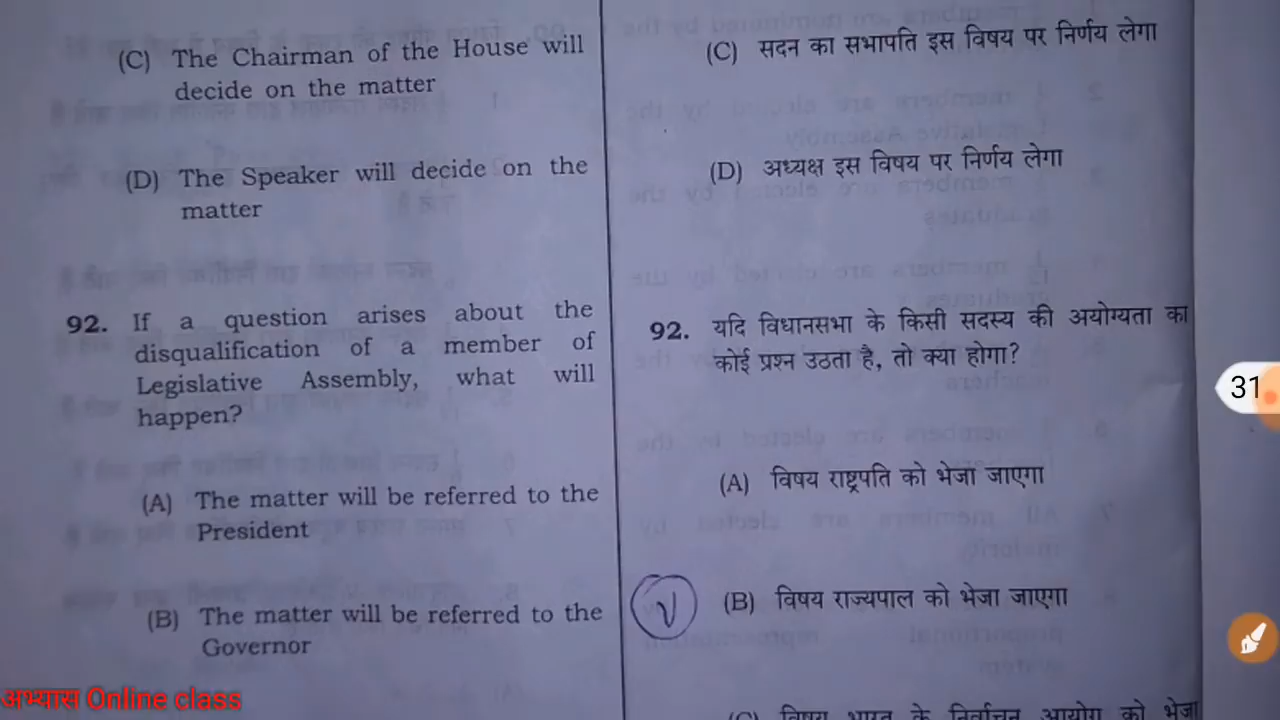 (C) The Chairman of the House will
decide on the matter
(D) The Speaker will decide on the
matter
92. If a question arises about the
disqualification of a member of
Legislative Assembly, what will
happen?
(A) The matter will be referred to the
President
(B) The matter will be referred to the
Governor
(C) सदन का सभापति इस विषय पर निर्णय लेगा
(D) अध्यक्ष इस विषय पर निर्णय लेगा
92. यदि विधानसभा के किसी सदस्य की अयोग्यता का
कोई प्रश्न उठता है, तो क्या होगा?
(A) विषय राष्ट्रपति को भेजा जाएगा
(B) विषय राज्यपाल को भेजा जाएगा
(C) विषय भारत के निर्वाचन आयोग को भेजा
31
अभ्यास Online class